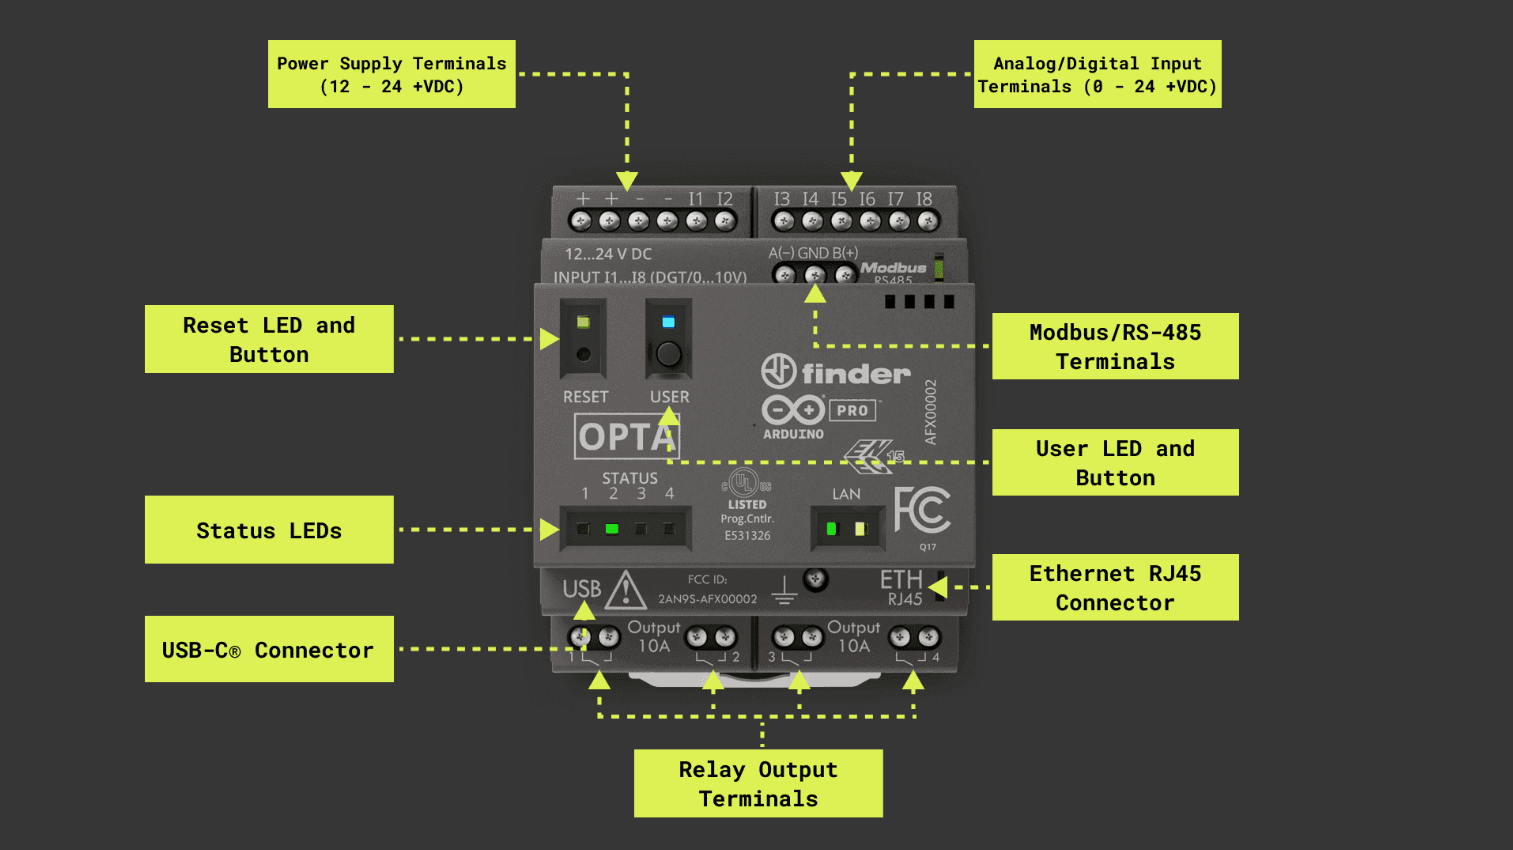 Power Supply Terminals
(12 - 24 +VDC)
Analog/Digital Input
Terminals (0 - 24 +VDC)
+ + - - I1 I2
I3 I4 I5 I6 I7 I8
12...24 V DC
INPUT I1...I8 (DGT/0...10V)
A(-) GND B(+)
Modbus
RS485
Reset LED and
Button
Modbus/RS-485
Terminals
RESET
USER
finder
ARDUINO
PRO
AFX00002
OPTA
User LED and
Button
15
STATUS
1 2 3 4
C UL US
LISTED
Prog.Cntlr.
E531326
LAN
FC
Q17
Status LEDs
USB
FCC ID:
2AN9S-AFX00002
ETH
RJ45
Ethernet RJ45
Connector
USB-C® Connector
Output
10A
1
2
Output
10A
3
4
Relay Output
Terminals